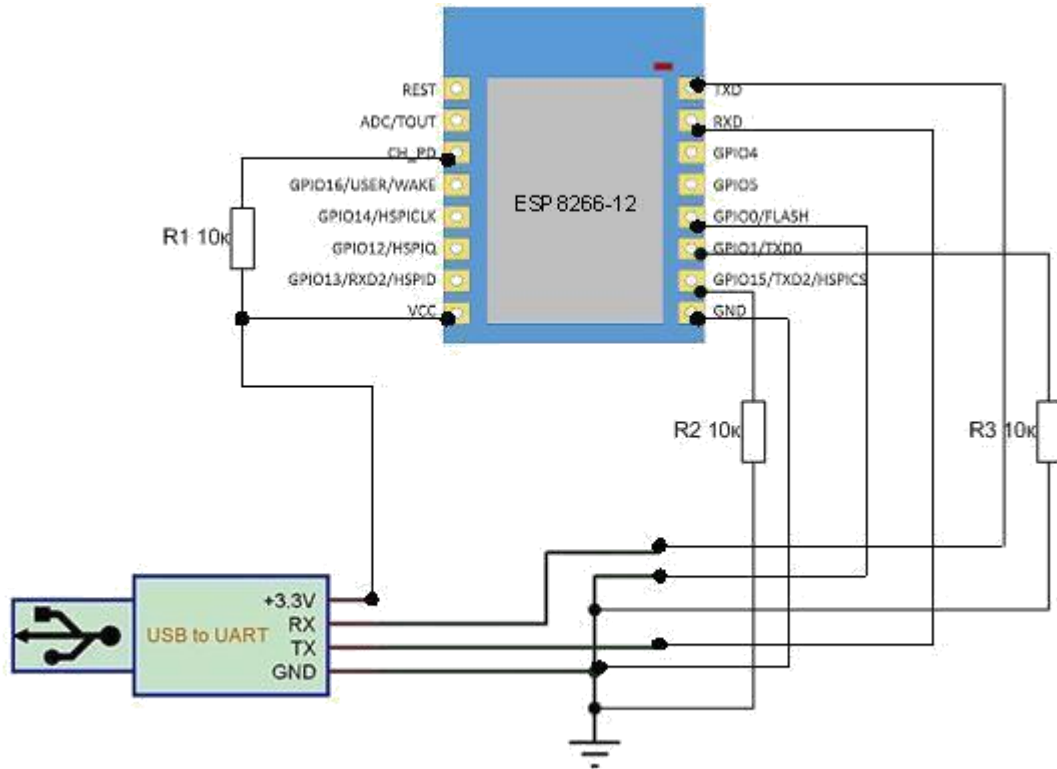 REST
ADC/TOUT
CH_PD
GPIO16/USER/WAKE
GPIO14/HSPICLK
GPIO12/HSPIQ
GPIO13/RXD2/HSPID
VCC
ESP8266-12
TXD
RXD
GPIO4
GPIO5
GPIO0/FLASH
GPIO1/TXD0
GPIO15/TXD2/HSPICS
GND
R1 10к
R2 10к
R3 10к
USB to UART
+3.3V
RX
TX
GND